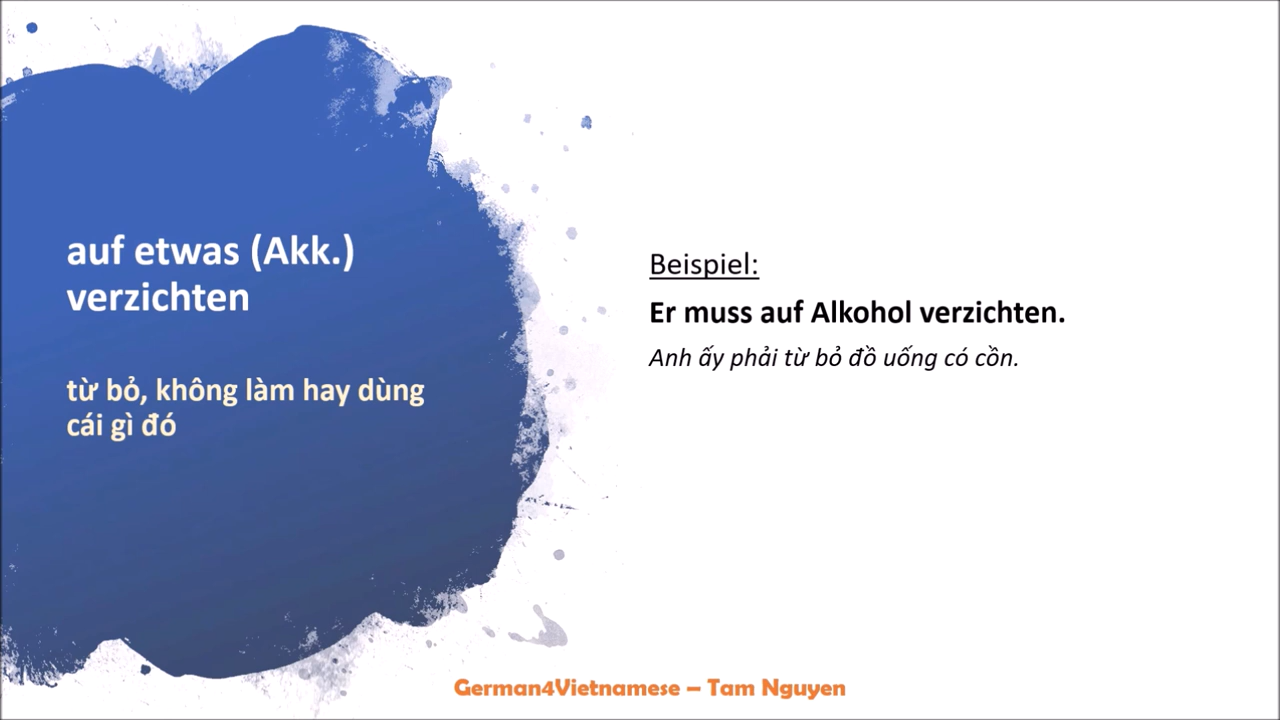 auf etwas (Akk.)
verzichten
từ bỏ, không làm hay dùng
cái gì đó
Beispiel:
Er muss auf Alkohol verzichten.
Anh ấy phải từ bỏ đồ uống có cồn.
German4Vietnamese – Tam Nguyen